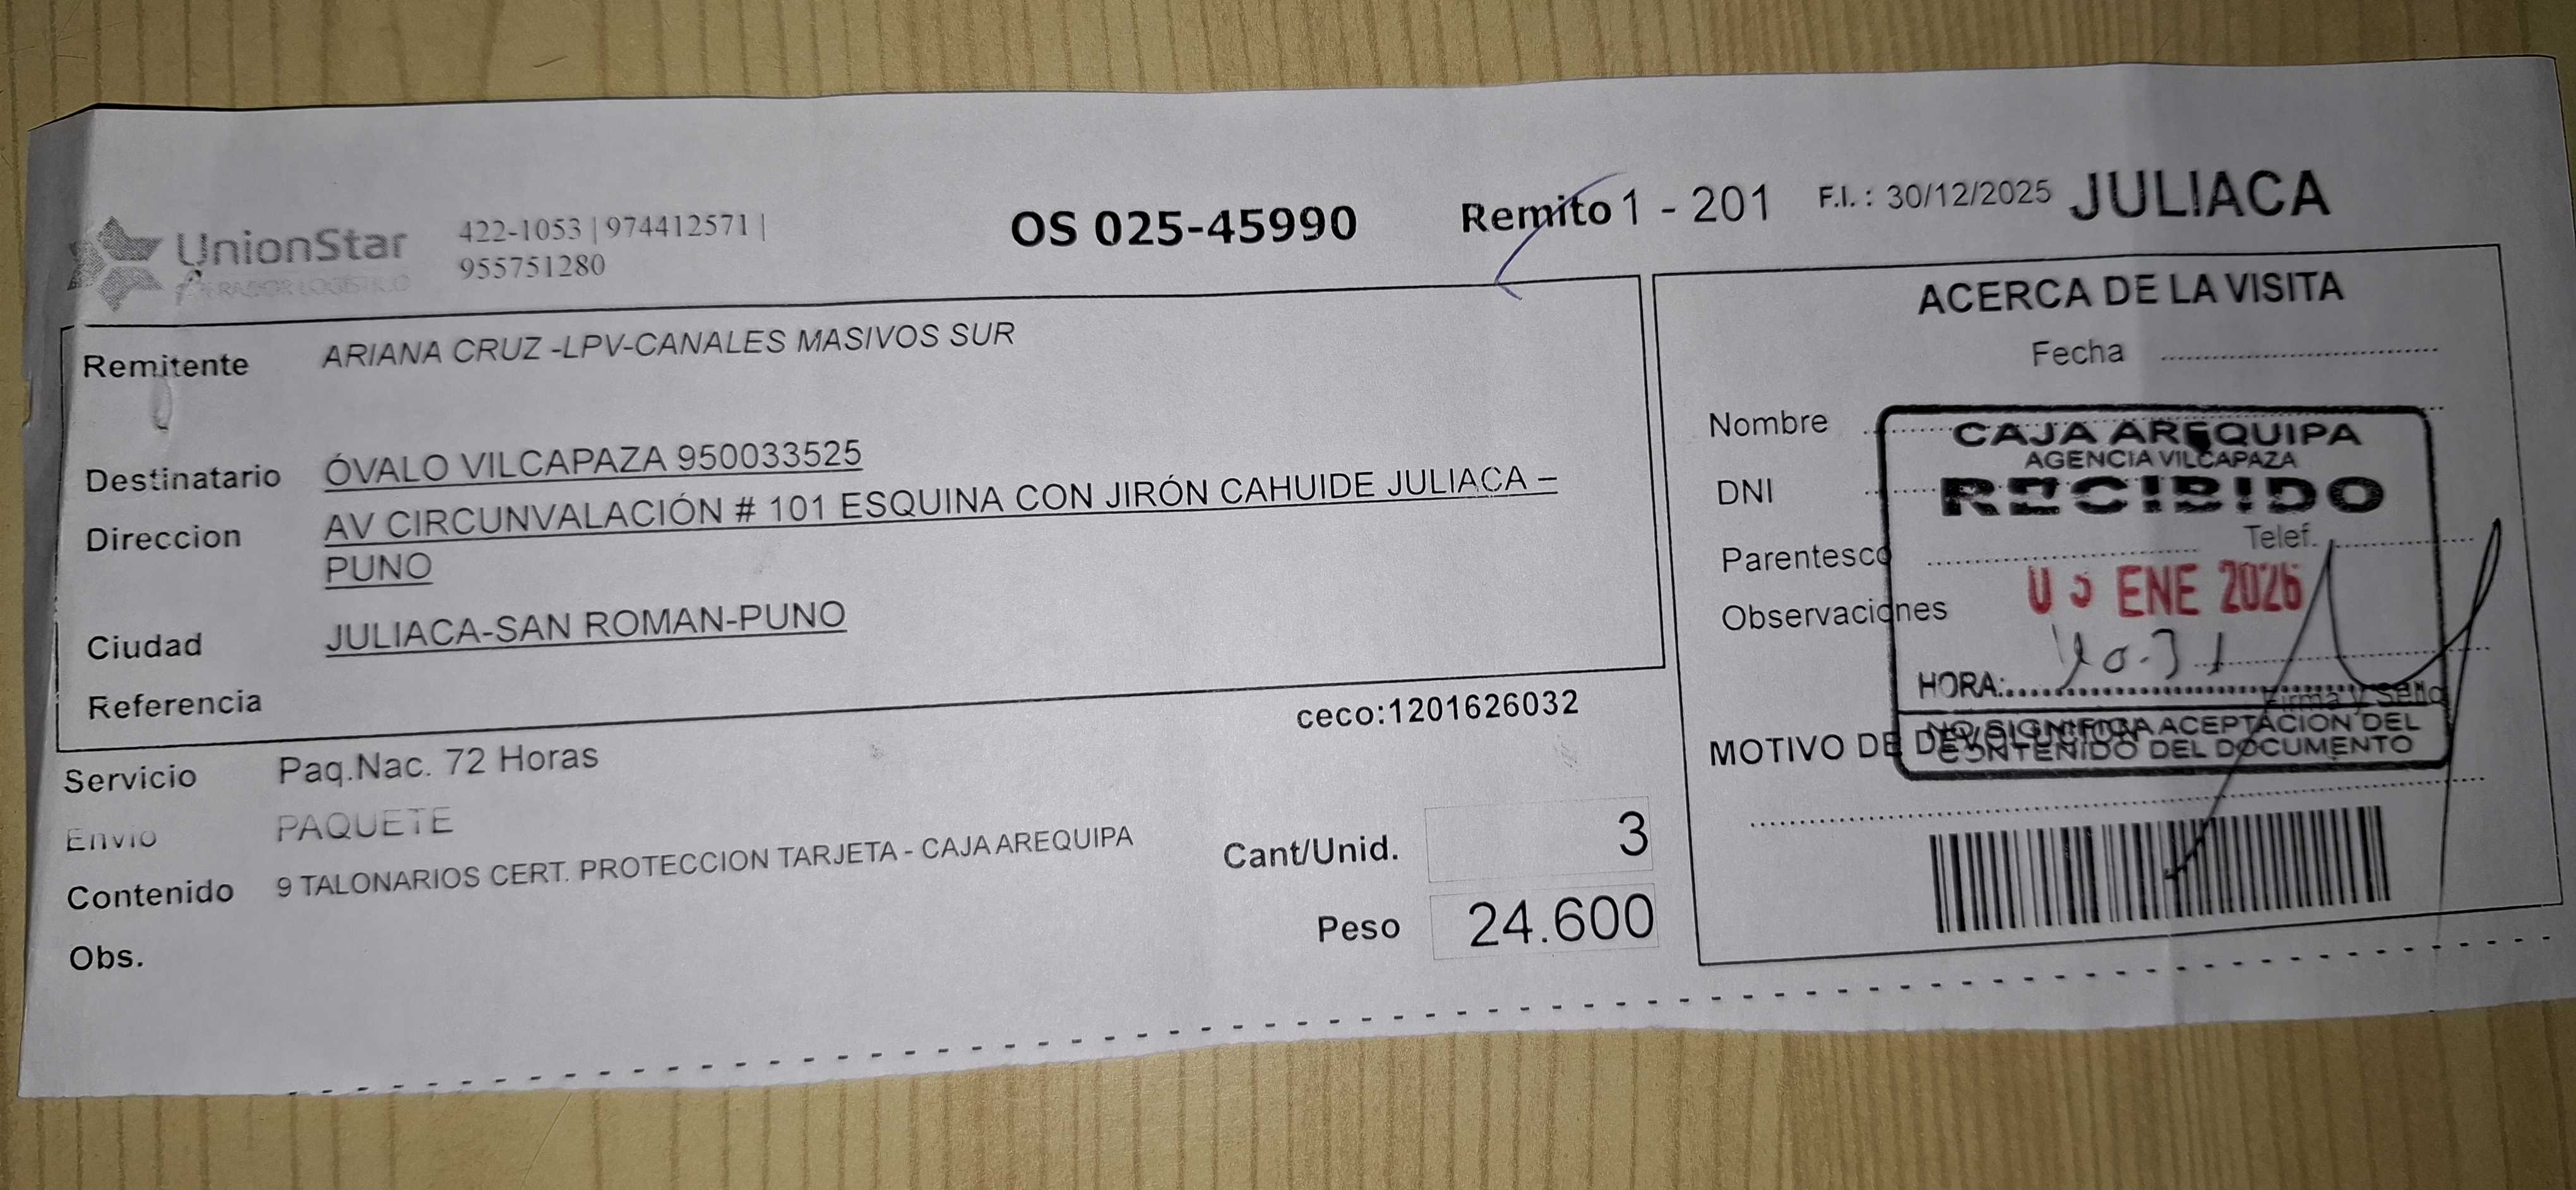 UnionStar
OPERADOR LOGISTICO
422-1053 | 974412571 |
955751280
OS 025-45990
Remito 1 - 201
F.I. : 30/12/2025
JULIACA
Remitente ARIANA CRUZ -LPV-CANALES MASIVOS SUR
Destinatario ÓVALO VILCAPAZA 950033525
Direccion AV CIRCUNVALACIÓN # 101 ESQUINA CON JIRÓN CAHUIDE JULIACA –
PUNO
Ciudad JULIACA-SAN ROMAN-PUNO
Referencia
ceco:1201626032
Servicio Paq.Nac. 72 Horas
Envio PAQUETE
Contenido 9 TALONARIOS CERT. PROTECCION TARJETA - CAJA AREQUIPA
Obs.
Cant/Unid. 3
Peso 24.600
ACERCA DE LA VISITA
Fecha
Nombre
DNI
Parentesco
Telef.
Observaciones
Firma y Sello
MOTIVO DE
CAJA AREQUIPA
AGENCIA VILCAPAZA
RECIBIDO
ENE 2026
HORA:
NO SIGNIFICA ACEPTACION DEL
CONTENIDO DEL DOCUMENTO